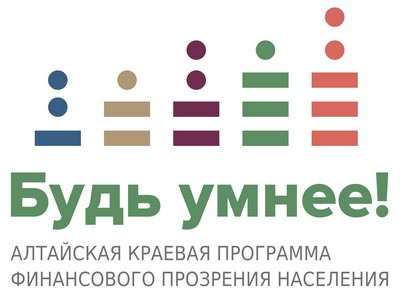 Будь умнее!
АЛТАЙСКАЯ КРАЕВАЯ ПРОГРАММА
ФИНАНСОВОГО ПРОЗРЕНИЯ НАСЕЛЕНИЯ